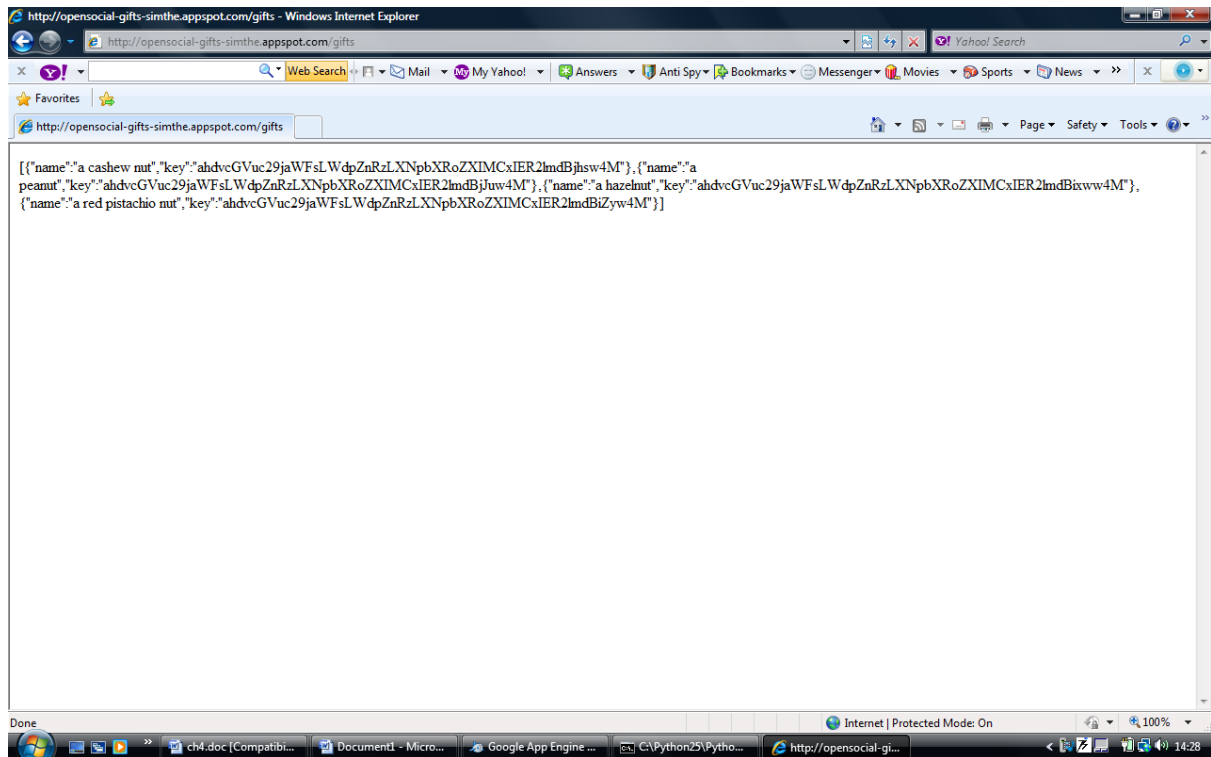 http://opensocial-gifts-simthe.appspot.com/gifts - Windows Internet Explorer
http://opensocial-gifts-simthe.appspot.com/gifts Yahoo! Search
Y! Web Search Mail My My Yahoo! Answers Anti Spy Bookmarks Messenger Movies Sports News »
Favorites
http://opensocial-gifts-simthe.appspot.com/gifts Page Safety Tools »
[{"name":"a cashew nut","key":"ahdvcGVuc29jaWFsLWdpZnRzLXNpbXRoZXIMCxIER2lmdBjhsw4M"},{"name":"a
peanut","key":"ahdvcGVuc29jaWFsLWdpZnRzLXNpbXRoZXIMCxIER2lmdBjJuw4M"},{"name":"a hazelnut","key":"ahdvcGVuc29jaWFsLWdpZnRzLXNpbXRoZXIMCxIER2lmdBixww4M"},
{"name":"a red pistachio nut","key":"ahdvcGVuc29jaWFsLWdpZnRzLXNpbXRoZXIMCxIER2lmdBiZyw4M"}]
Done Internet | Protected Mode: On 100%
» ch4.doc [Compatibi... Document1 - Micro... Google App Engine ... C:\Python25\Pytho... http://opensocial-gi... < 14:28